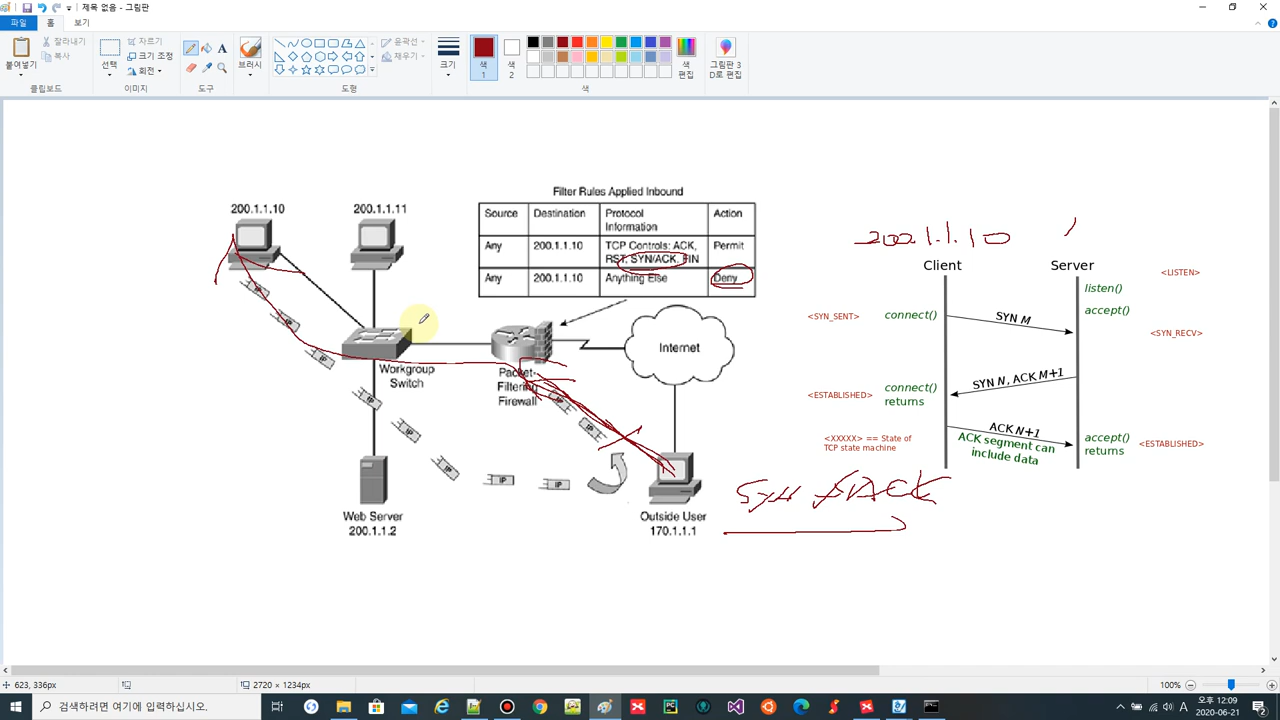 제목 없음 - 그림판
파일
홈
보기
붙여넣기
잘라내기
복사
클립보드
선택
자르기
크기 조정
회전
이미지
A
도구
브러시
윤곽선
채우기
도형
크기
색
1
색
2
색
편집
그림판 3
D로 편집
색
Filter Rules Applied Inbound
Source Destination Protocol Information Action
Any 200.1.1.10 TCP Controls: ACK, RST, SYN/ACK, FIN Permit
Any 200.1.1.10 Anything Else Deny
200.1.1.10
200.1.1.11
Workgroup
Switch
Packet-
Filtering
Firewall
Internet
IP
IP
IP
IP
IP
IP
IP
IP
IP
IP
Web Server
200.1.1.2
Outside User
170.1.1.1
SYN ACK
200.1.1.10
Client
Server
<LISTEN>
listen()
accept()
<SYN_SENT>
connect()
SYN M
<SYN_RECV>
SYN N, ACK M+1
<ESTABLISHED>
connect()
returns
ACK N+1
<XXXXX> == State of
TCP state machine
ACK segment can
include data
accept()
returns
<ESTABLISHED>
623, 336px
2720 × 1234px
100%
검색하려면 여기에 입력하십시오.
A
오후 12:09
2020-06-21